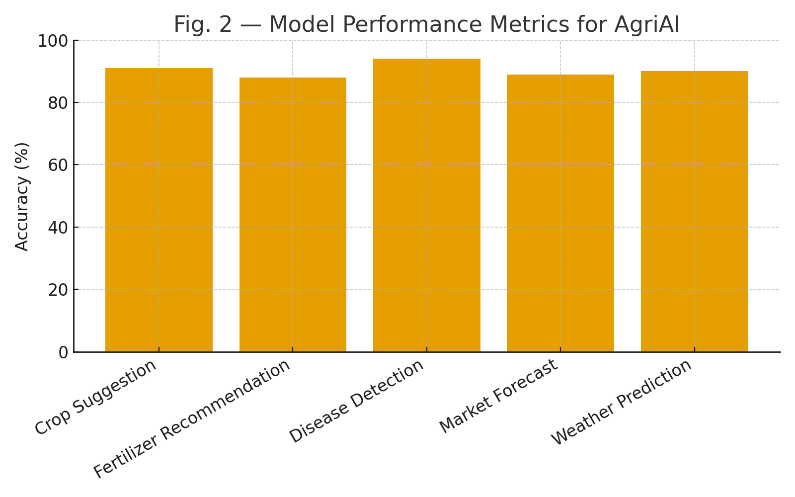 Fig. 2 — Model Performance Metrics for AgriAI
Accuracy (%)
100
80
60
40
20
0
Crop Suggestion
Fertilizer Recommendation
Disease Detection
Market Forecast
Weather Prediction